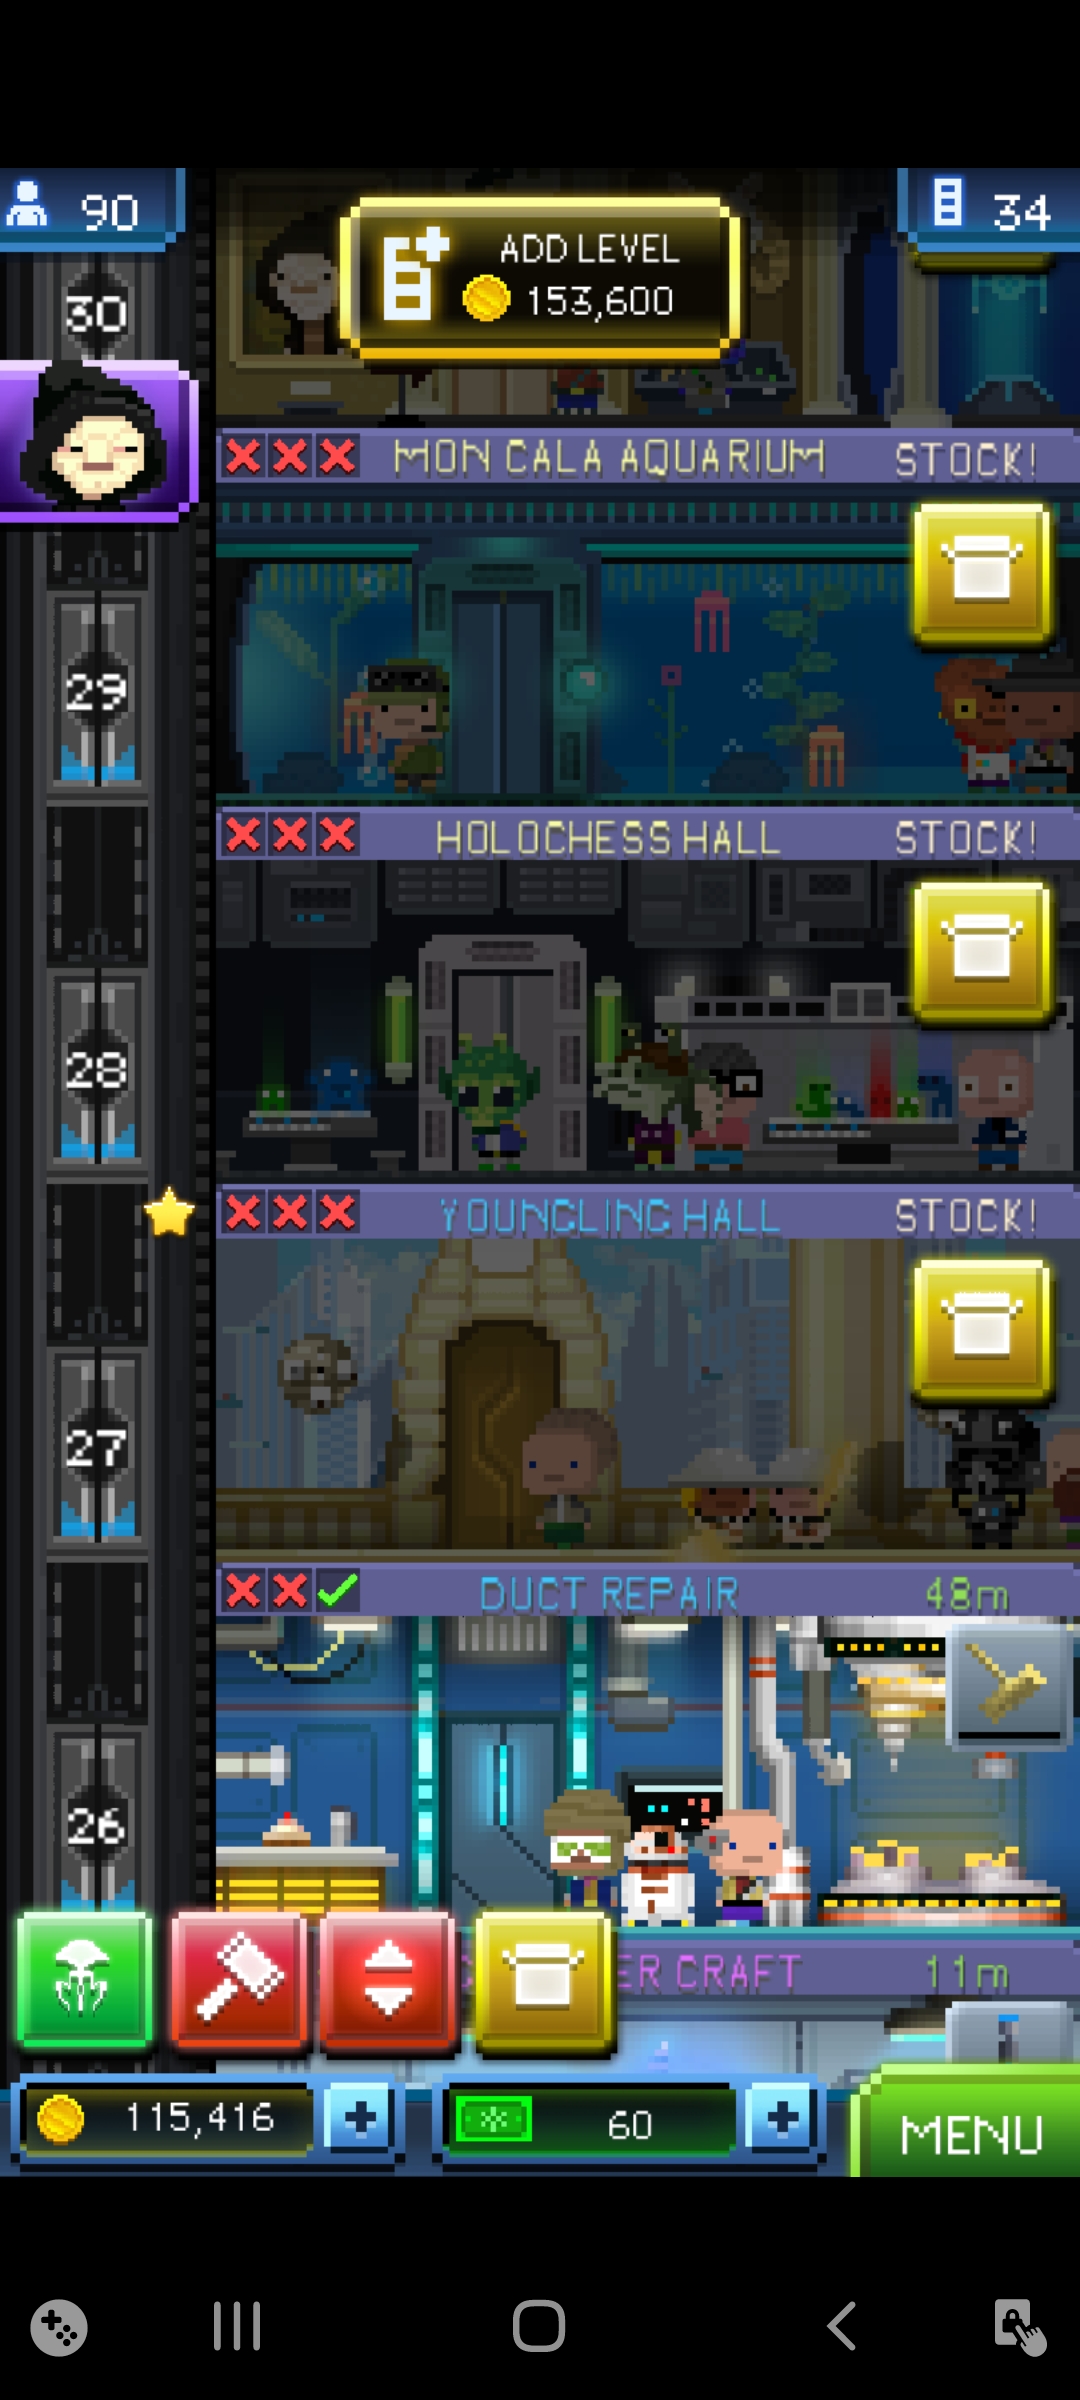 90
ADD LEVEL
153,600
34
30
MON CALA AQUARIUM STOCK!
29
HOLOCHESS HALL STOCK!
28
YOUNGLING HALL STOCK!
27
DUCT REPAIR 48m
26
ER CRAFT 11m
115,416
60
MENU